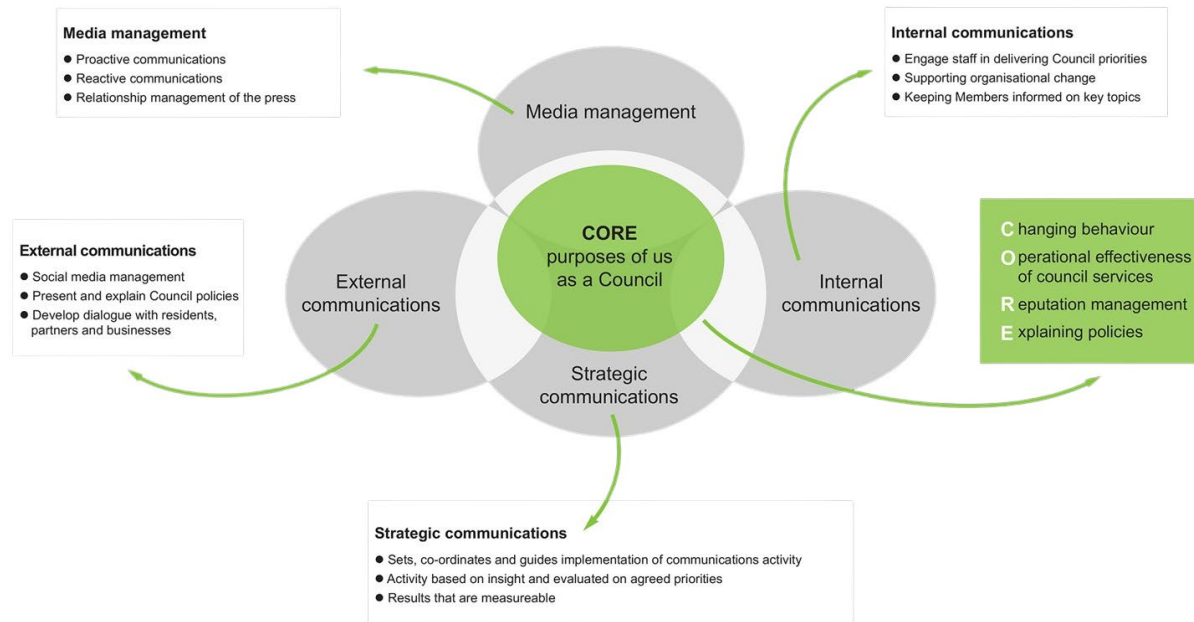 Media management
● Proactive communications
● Reactive communications
● Relationship management of the press
Internal communications
● Engage staff in delivering Council priorities
● Supporting organisational change
● Keeping Members informed on key topics
Media management
External communications
● Social media management
● Present and explain Council policies
● Develop dialogue with residents,
partners and businesses
External
communications
CORE
purposes of us
as a Council
Internal
communications
Strategic
communications
C hanging behaviour
O perational effectiveness
of council services
R eputation management
E xplaining policies
Strategic communications
● Sets, co-ordinates and guides implementation of communications activity
● Activity based on insight and evaluated on agreed priorities
● Results that are measureable